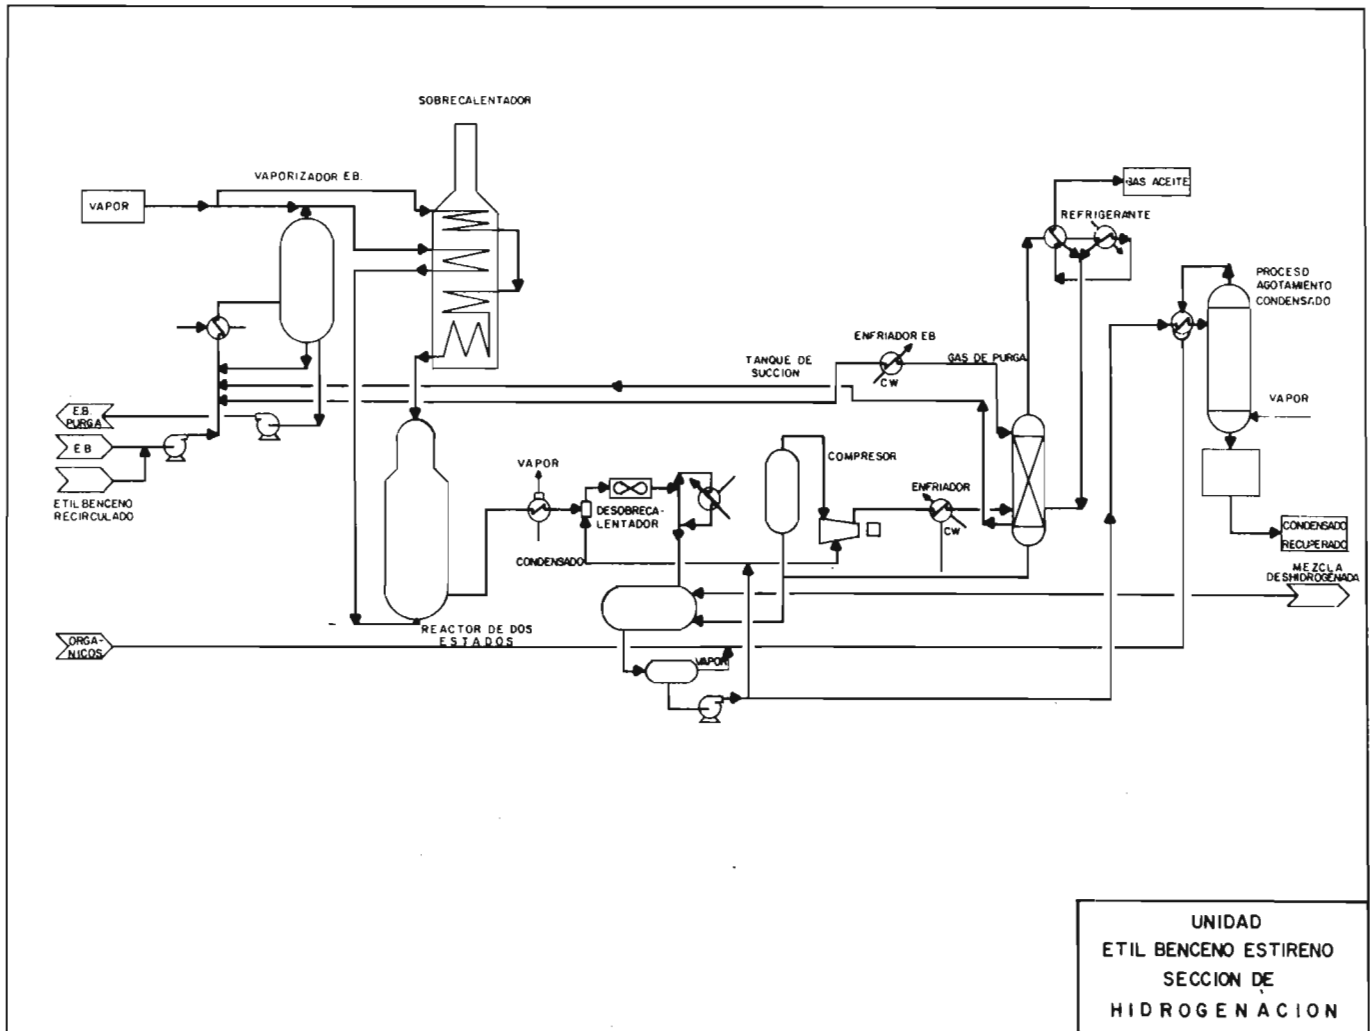 SOBRECALENTADOR
VAPORIZADOR E.B.
VAPOR
GAS ACEITE
REFRIGERANTE
PROCESO
AGOTAMIENTO
CONDENSADO
ENFRIADOR EB
TANQUE DE
SUCCION
GAS DE PURGA
CW
VAPOR
E.B.
PURGA
EB
ETIL BENCENO
RECIRCULADO
VAPOR
COMPRESOR
ENFRIADOR
DESOBRECA-
LENTADOR
CW
CONDENSADO
CONDENSADO
RECUPERADO
MEZCLA
DESHIDROGENADA
REACTOR DE DOS
ESTADOS
ORGA-
NICOS
VAPOR
UNIDAD
ETIL BENCENO ESTIRENO
SECCION DE
HIDROGENACION